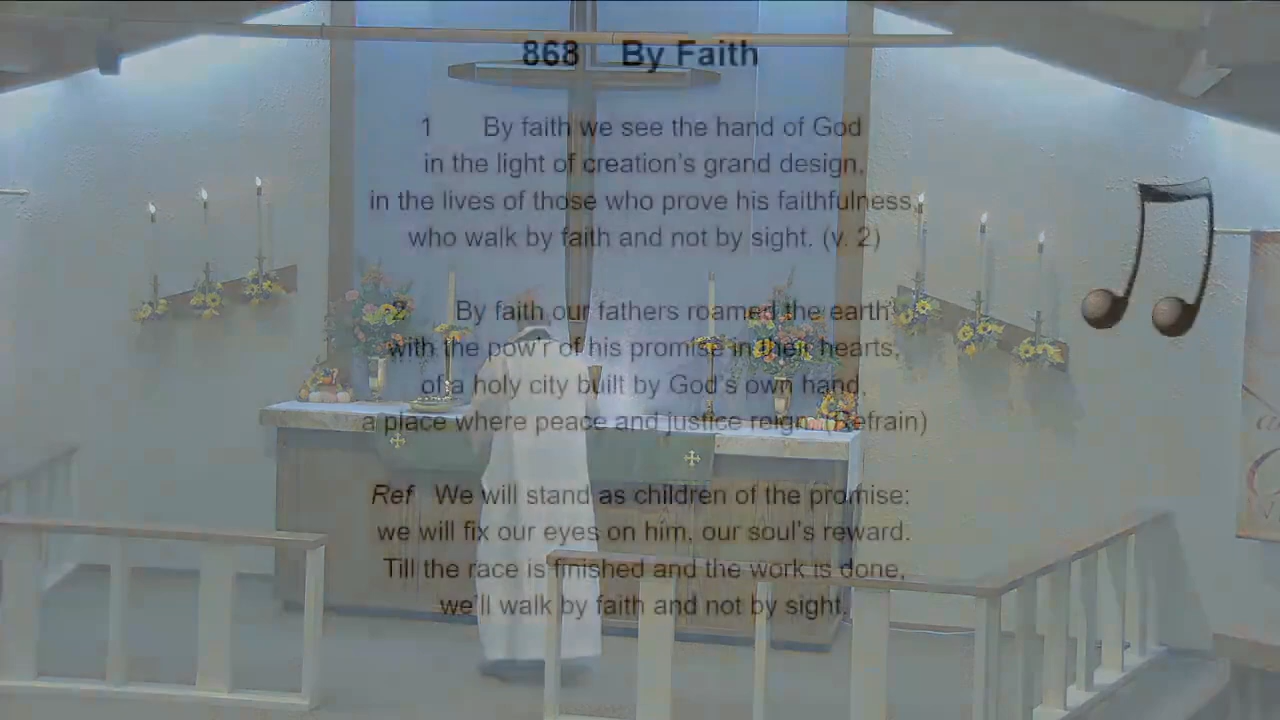 868 By Faith
1 By faith we see the hand of God
in the light of creation's grand design,
in the lives of those who prove his faithfulness,
who walk by faith and not by sight. (v. 2)
2 By faith our fathers roamed the earth
with the pow'r of his promise in their hearts,
of a holy city built by God's own hand,
a place where peace and justice reign. (Refrain)
Ref We will stand as children of the promise:
we will fix our eyes on him, our soul's reward.
Till the race is finished and the work is done,
we'll walk by faith and not by sight.